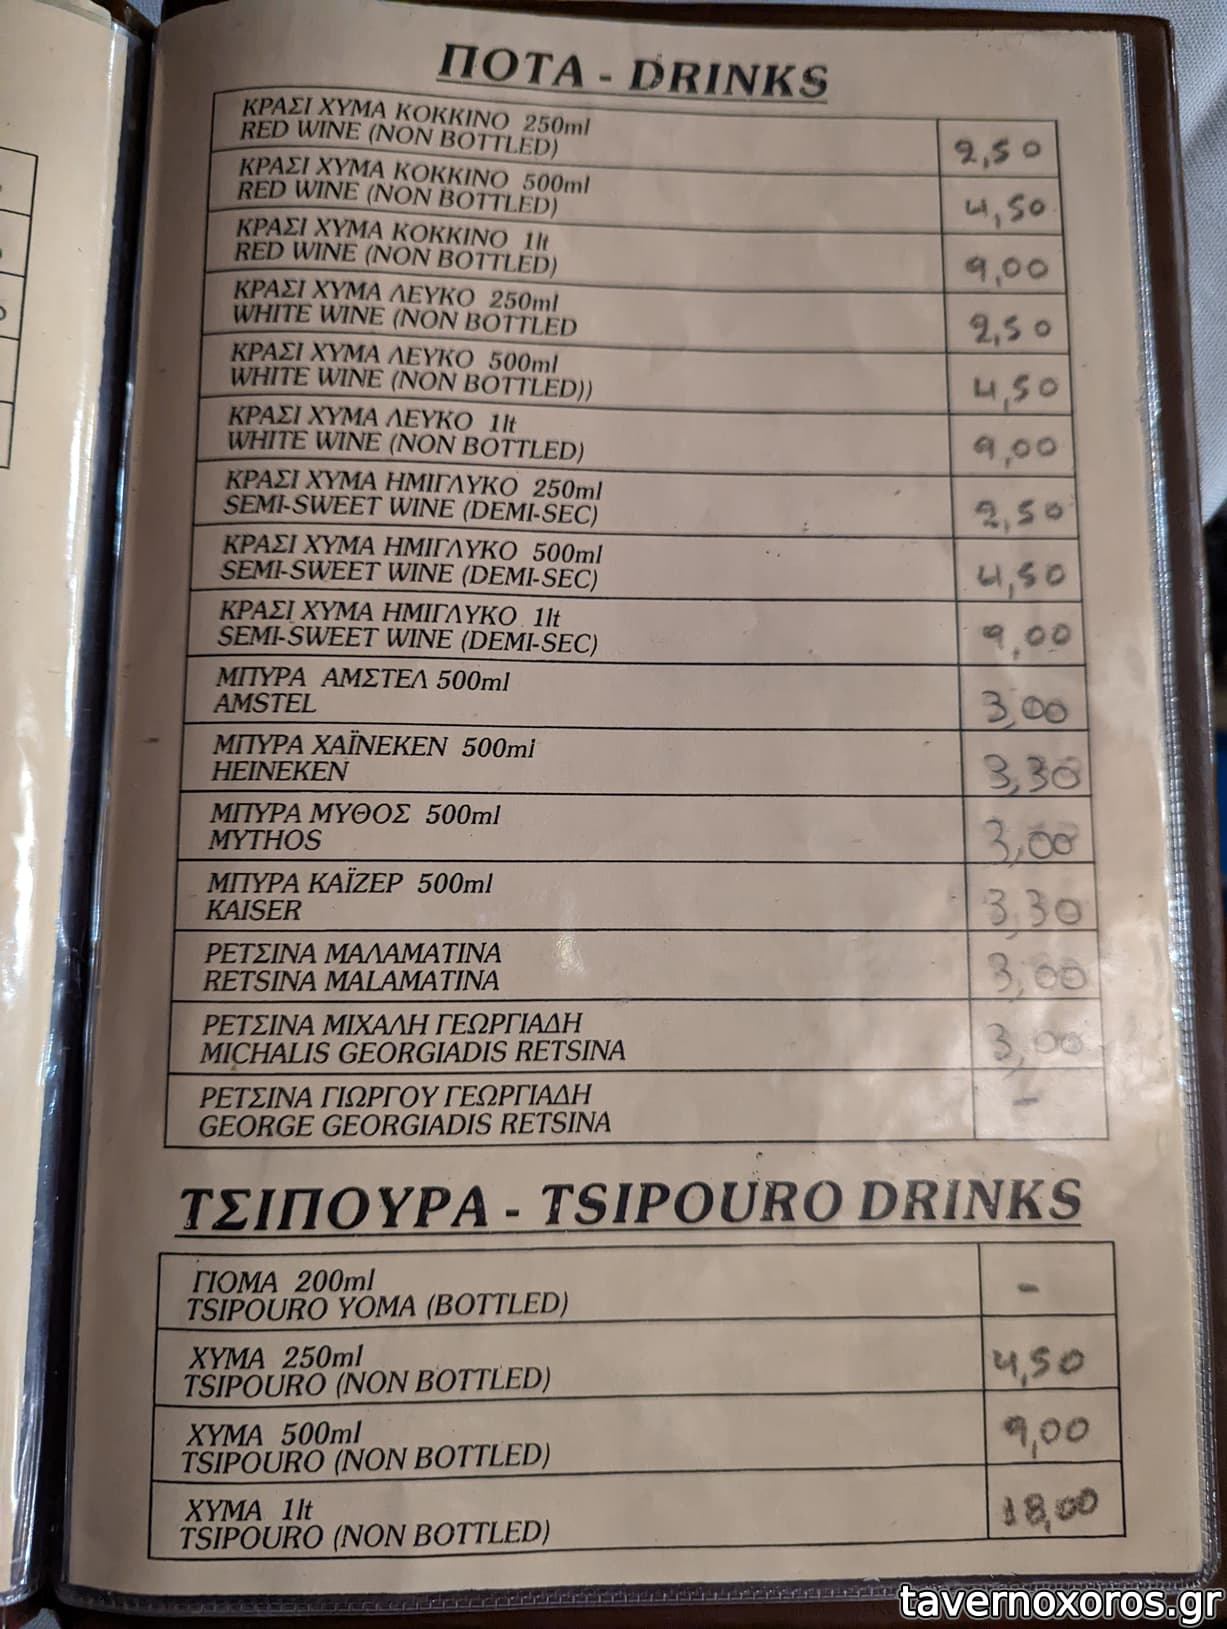 ΠΟΤΑ - DRINKS
ΚΡΑΣΙ ΧΥΜΑ ΚΟΚΚΙΝΟ 250ml
RED WINE (NON BOTTLED)
2,50
ΚΡΑΣΙ ΧΥΜΑ ΚΟΚΚΙΝΟ 500ml
RED WINE (NON BOTTLED)
4,50
ΚΡΑΣΙ ΧΥΜΑ ΚΟΚΚΙΝΟ 1lt
RED WINE (NON BOTTLED)
9,00
ΚΡΑΣΙ ΧΥΜΑ ΛΕΥΚΟ 250ml
WHITE WINE (NON BOTTLED
2,50
ΚΡΑΣΙ ΧΥΜΑ ΛΕΥΚΟ 500ml
WHITE WINE (NON BOTTLED))
4,50
ΚΡΑΣΙ ΧΥΜΑ ΛΕΥΚΟ 1lt
WHITE WINE (NON BOTTLED)
9,00
ΚΡΑΣΙ ΧΥΜΑ ΗΜΙΓΛΥΚΟ 250ml
SEMI-SWEET WINE (DEMI-SEC)
2,50
ΚΡΑΣΙ ΧΥΜΑ ΗΜΙΓΛΥΚΟ 500ml
SEMI-SWEET WINE (DEMI-SEC)
4,50
ΚΡΑΣΙ ΧΥΜΑ ΗΜΙΓΛΥΚΟ 1lt
SEMI-SWEET WINE (DEMI-SEC)
9,00
ΜΠΥΡΑ ΑΜΣΤΕΛ 500ml
AMSTEL
3,00
ΜΠΥΡΑ ΧΑΪΝΕΚΕΝ 500ml
HEINEKEN
3,30
ΜΠΥΡΑ ΜΥΘΟΣ 500ml
MYTHOS
3,00
ΜΠΥΡΑ ΚΑΪΖΕΡ 500ml
KAISER
3,30
ΡΕΤΣΙΝΑ ΜΑΛΑΜΑΤΙΝΑ
RETSINA MALAMATINA
3,00
ΡΕΤΣΙΝΑ ΜΙΧΑΛΗ ΓΕΩΡΓΙΑΔΗ
MICHALIS GEORGIADIS RETSINA
3,00
ΡΕΤΣΙΝΑ ΓΙΩΡΓΟΥ ΓΕΩΡΓΙΑΔΗ
GEORGE GEORGIADIS RETSINA
-
ΤΣΙΠΟΥΡΑ - TSIPOURO DRINKS
ΓΙΟΜΑ 200ml
TSIPOURO YOMA (BOTTLED)
-
ΧΥΜΑ 250ml
TSIPOURO (NON BOTTLED)
4,50
ΧΥΜΑ 500ml
TSIPOURO (NON BOTTLED)
9,00
ΧΥΜΑ 1lt
TSIPOURO (NON BOTTLED)
18,00
tavernoxoros.gr